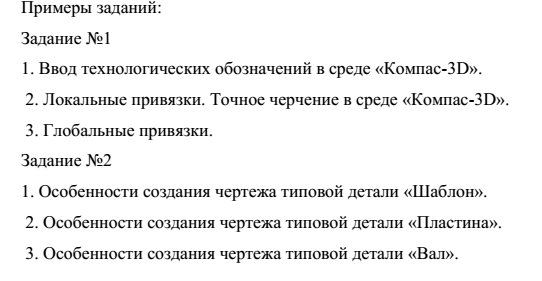 Примеры заданий:
Задание №1
1. Ввод технологических обозначений в среде «Компас-3D».
2. Локальные привязки. Точное черчение в среде «Компас-3D».
3. Глобальные привязки.
Задание №2
1. Особенности создания чертежа типовой детали «Шаблон».
2. Особенности создания чертежа типовой детали «Пластина».
3. Особенности создания чертежа типовой детали «Вал».